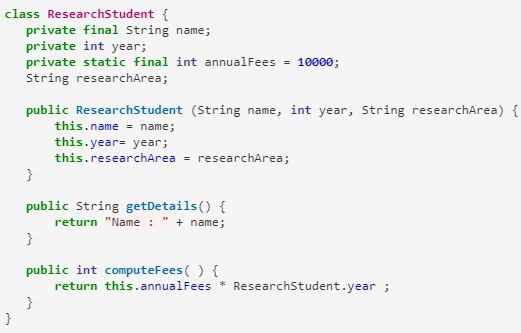 class ResearchStudent {
private final String name;
private int year;
private static final int annualFees = 10000;
String researchArea;
public ResearchStudent (String name, int year, String researchArea) {
this.name = name;
this.year= year;
this.researchArea = researchArea;
}
public String getDetails() {
return "Name : " + name;
}
public int computeFees( ) {
return this.annualFees * ResearchStudent.year ;
}
}